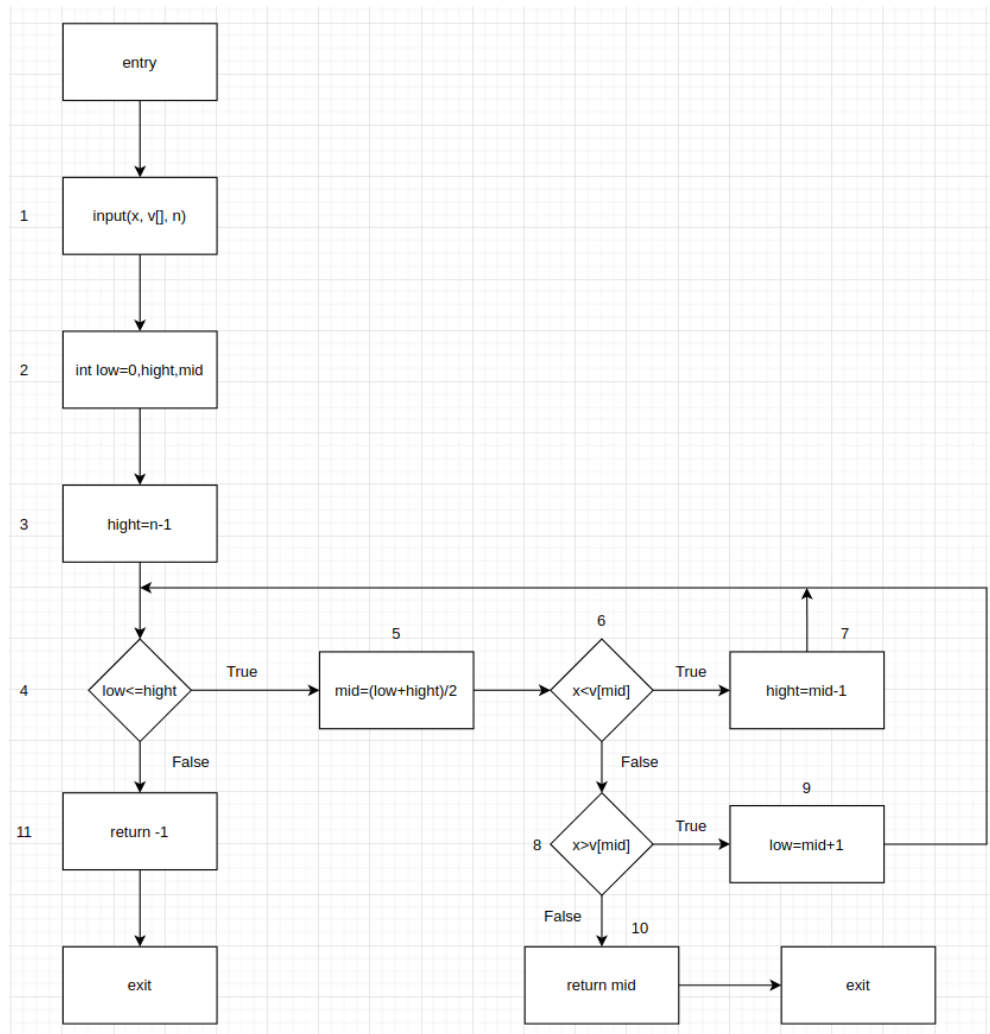 entry
1
input(x, v[], n)
2
int low=0,hight,mid
3
hight=n-1
4
low<=hight
True
5
mid=(low+hight)/2
6
x<v[mid]
True
7
hight=mid-1
False
False
11
return -1
8
x>v[mid]
True
9
low=mid+1
False
10
exit
return mid
exit